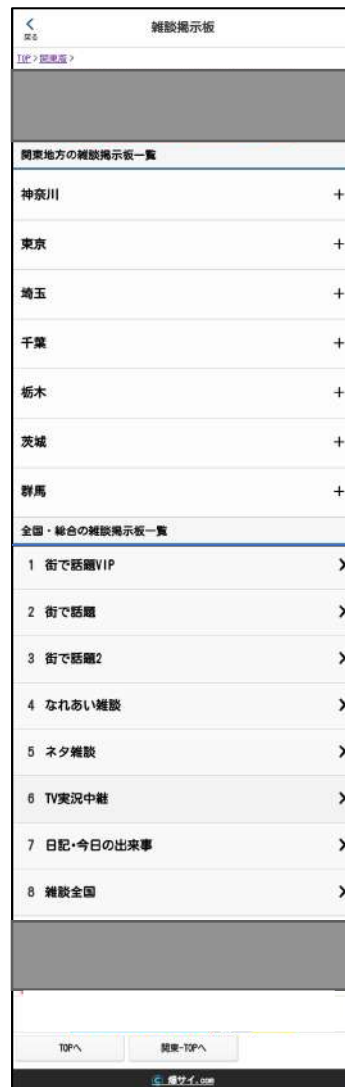 戻る
雑談掲示板
TOP>関東版>
関東地方の雑談掲示板一覧
神奈川 +
東京 +
埼玉 +
千葉 +
栃木 +
茨城 +
群馬 +
全国・総合の雑談掲示板一覧
1 街で話題VIP
2 街で話題
3 街で話題2
4 なれあい雑談
5 ネタ雑談
6 TV実況中継
7 日記・今日の出来事
8 雑談全国
TOPへ
関東-TOPへ
(C) 爆サイ.com